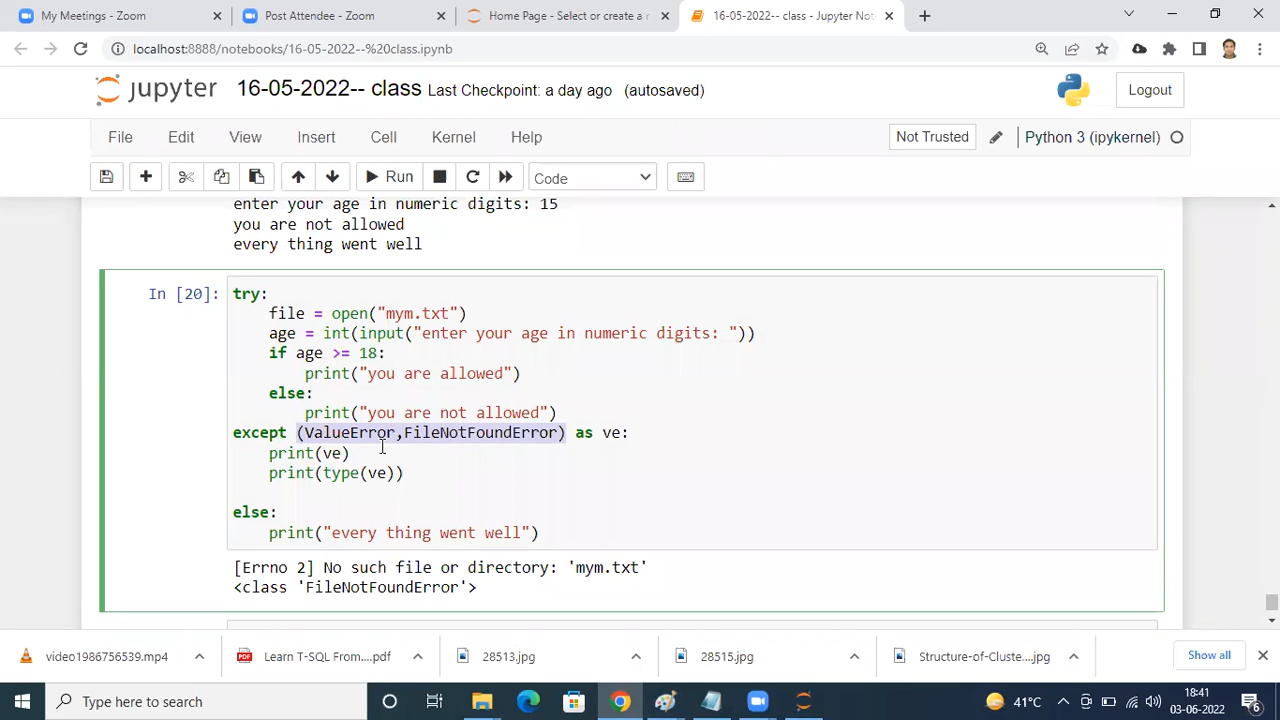 My Meetings - Zoom
Post Attendee - Zoom
Home Page - Select or create a n
16-05-2022-- class - Jupyter Not
localhost:8888/notebooks/16-05-2022--%20class.ipynb
jupyter 16-05-2022-- class Last Checkpoint: a day ago (autosaved)
Logout
File Edit View Insert Cell Kernel Help
Not Trusted
Python 3 (ipykernel)
Run
Code
enter your age in numeric digits: 15
you are not allowed
every thing went well
In [20]: try:
file = open("mym.txt")
age = int(input("enter your age in numeric digits: "))
if age >= 18:
print("you are allowed")
else:
print("you are not allowed")
except (ValueError,FileNotFoundError) as ve:
print(ve)
print(type(ve))
else:
print("every thing went well")
[Errno 2] No such file or directory: 'mym.txt'
<class 'FileNotFoundError'>
video1986756539.mp4
PDF
Learn T-SQL From....pdf
28513.jpg
28515.jpg
Structure-of-Cluste....jpg
Show all
Type here to search
41°C
18:41
03-06-2022
6